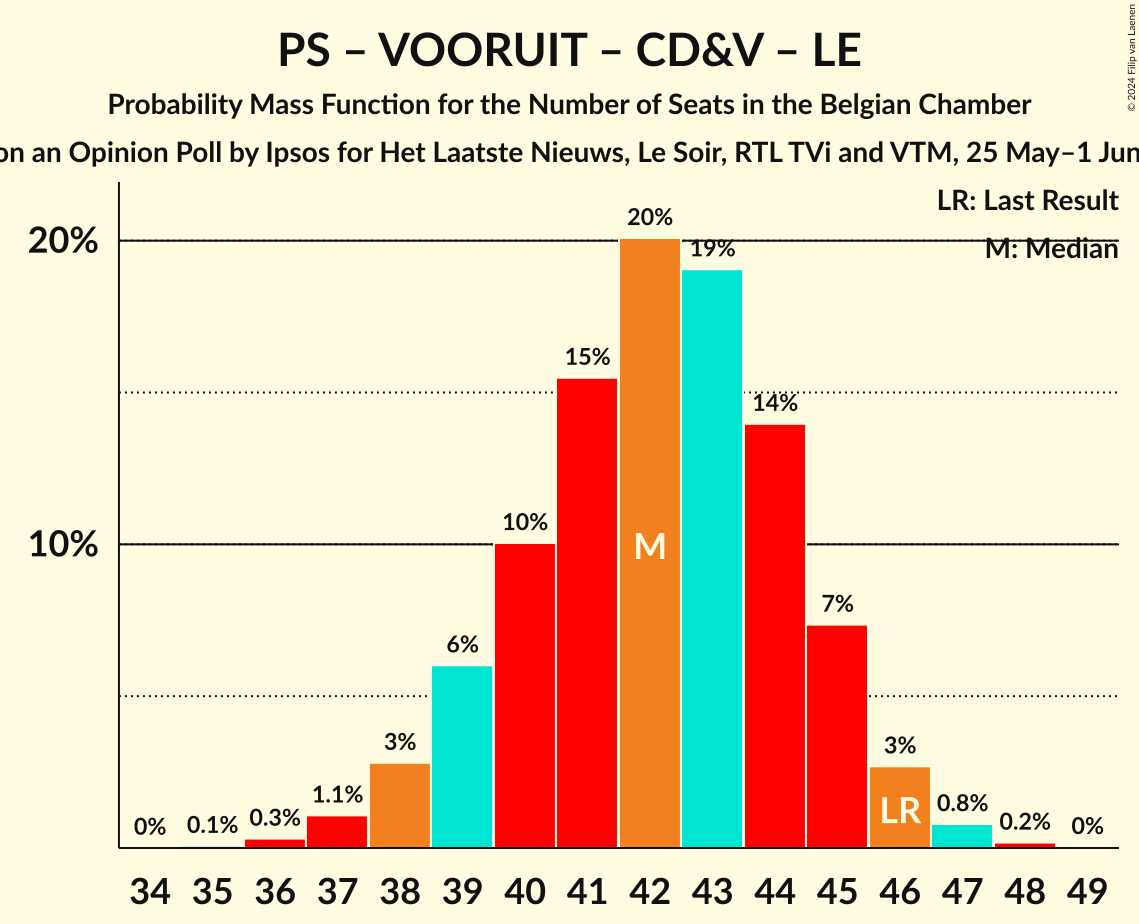 PS – VOORUIT – CD&V – LE
Probability Mass Function for the Number of Seats in the Belgian Chamber
on an Opinion Poll by Ipsos for Het Laatste Nieuws, Le Soir, RTL TVi and VTM, 25 May–1 Jun
© 2024 Filip van Laenen
LR: Last Result
M: Median
20%
10%
0%
0.1%
0.3%
1.1%
3%
6%
10%
15%
20%
19%
14%
7%
3%
0.8%
0.2%
0%
M
LR
34 35 36 37 38 39 40 41 42 43 44 45 46 47 48 49